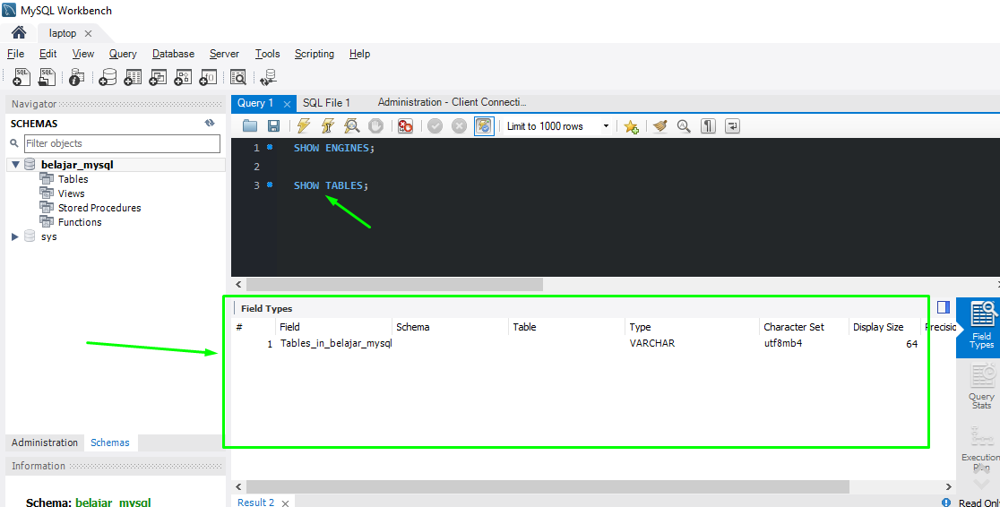 MySQL Workbench
laptop
File Edit View Query Database Server Tools Scripting Help
Navigator
SCHEMAS
Filter objects
belajar_mysql
Tables
Views
Stored Procedures
Functions
sys
Administration Schemas
Information
Schema: belajar_mysql
Query 1 SQL File 1 Administration - Client Connecti...
Limit to 1000 rows
1 SHOW ENGINES;
2
3 SHOW TABLES;
Field Types
# Field Schema Table Type Character Set Display Size Precisio
1 Tables_in_belajar_mysql VARCHAR utf8mb4 64
Field
Types
Query
Stats
Execution
Plan
Result 2
Read Onl